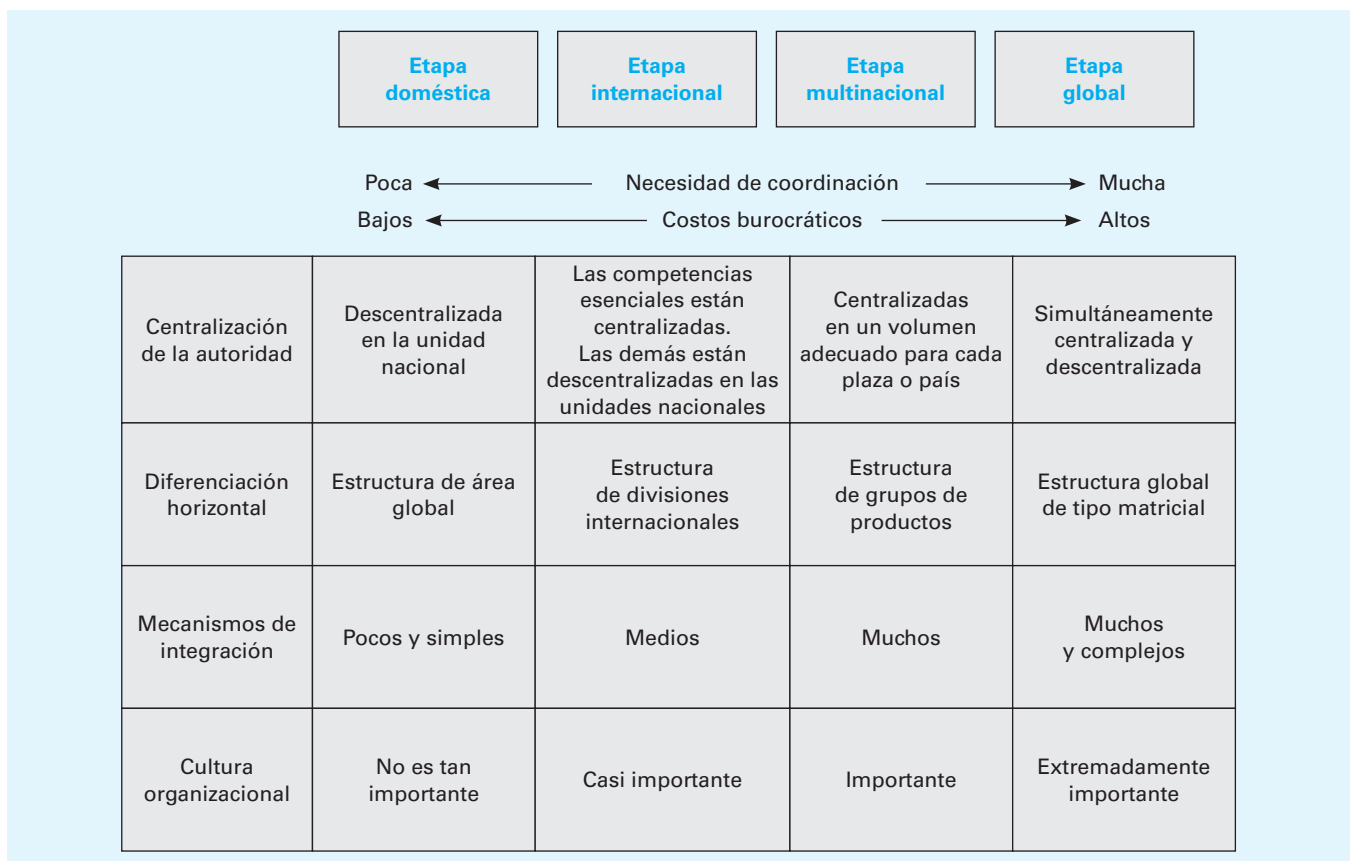 Etapa
doméstica
Etapa
internacional
Etapa
multinacional
Etapa
global
Poca
Necesidad de coordinación
Mucha
Bajos
Costos burocráticos
Altos
Centralización
de la autoridad
Descentralizada
en la unidad
nacional
Las competencias
esenciales están
centralizadas.
Las demás están
descentralizadas en las
unidades nacionales
Centralizadas
en un volumen
adecuado para cada
plaza o país
Simultáneamente
centralizada y
descentralizada
Diferenciación
horizontal
Estructura de área
global
Estructura
de divisiones
internacionales
Estructura
de grupos de
productos
Estructura global
de tipo matricial
Mecanismos de
integración
Pocos y simples
Medios
Muchos
Muchos
y complejos
Cultura
organizacional
No es tan
importante
Casi importante
Importante
Extremadamente
importante